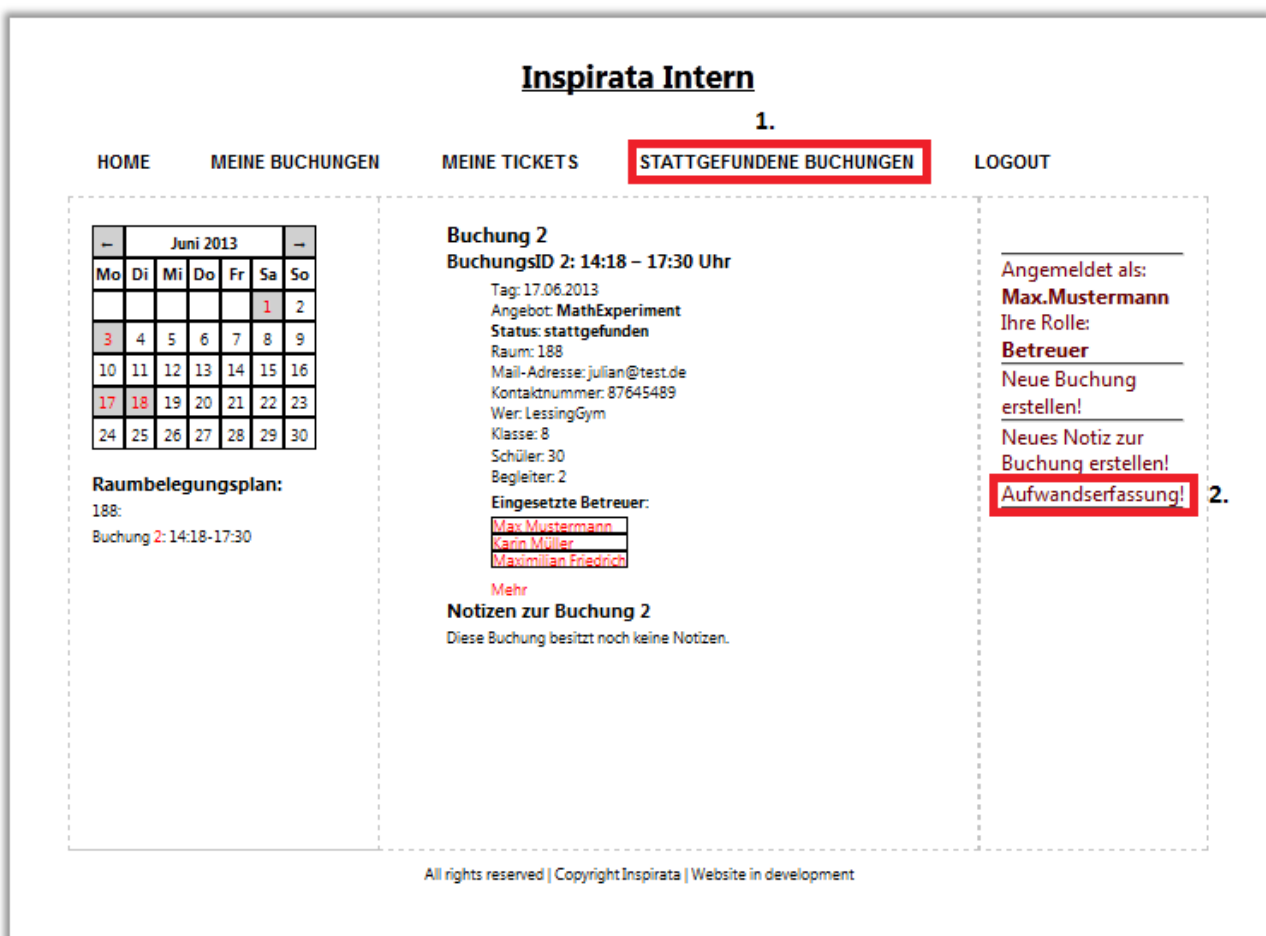 Inspirata Intern
1.
HOME MEINE BUCHUNGEN MEINE TICKETS STATTGEFUNDENE BUCHUNGEN LOGOUT
← Juni 2013 →
Mo Di Mi Do Fr Sa So
1 2
3 4 5 6 7 8 9
10 11 12 13 14 15 16
17 18 19 20 21 22 23
24 25 26 27 28 29 30
Raumbelegungsplan:
188:
Buchung 2: 14:18-17:30
Buchung 2
BuchungsID 2: 14:18 – 17:30 Uhr
Tag: 17.06.2013
Angebot: MathExperiment
Status: stattgefunden
Raum: 188
Mail-Adresse: julian@test.de
Kontaktnummer: 87645489
Wer: LessingGym
Klasse: 8
Schüler: 30
Begleiter: 2
Eingesetzte Betreuer:
Max Mustermann
Karin Müller
Maximilian Friedrich
Mehr
Notizen zur Buchung 2
Diese Buchung besitzt noch keine Notizen.
Angemeldet als:
Max.Mustermann
Ihre Rolle:
Betreuer
Neue Buchung
erstellen!
Neues Notiz zur
Buchung erstellen!
Aufwandserfassung! 2.
All rights reserved | Copyright Inspirata | Website in development